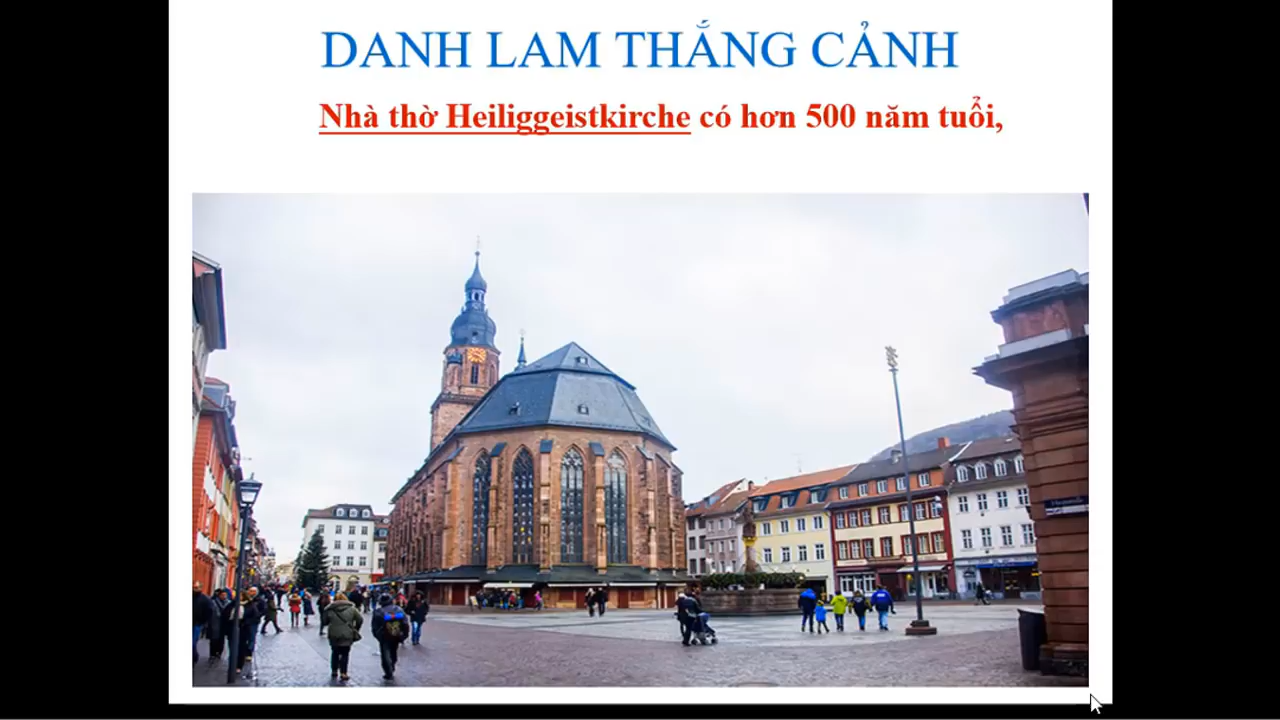 DANH LAM THẮNG CẢNH
Nhà thờ Heiliggeistkirche có hơn 500 năm tuổi,